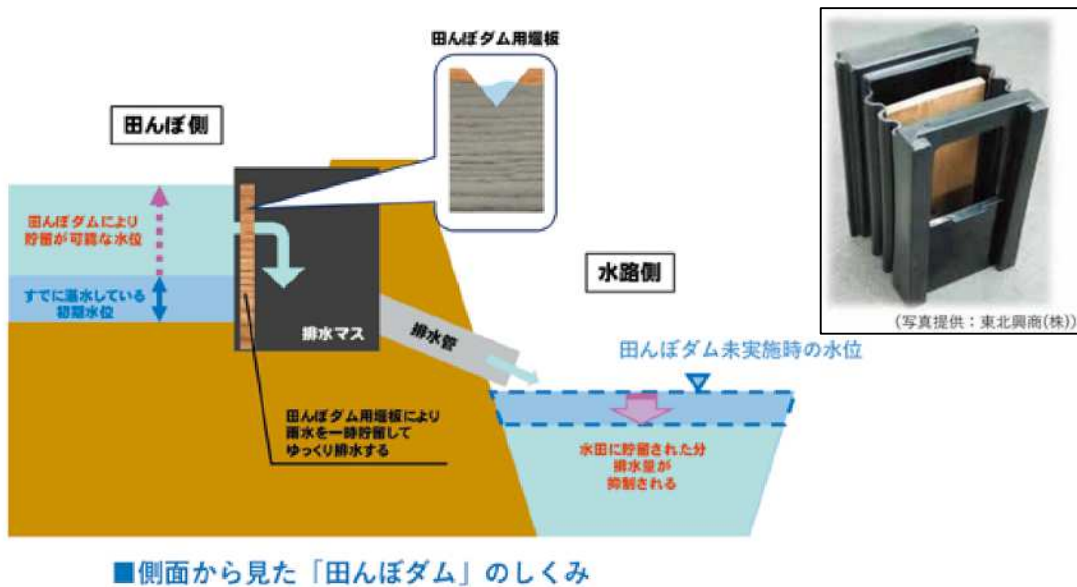 田んぼダム用堰板
田んぼ側
田んぼダムにより
貯留が可能な水位
すでに湛水している
初期水位
排水マス
排水管
水路側
(写真提供：東北興商(株))
田んぼダム未実施時の水位
田んぼダム用堰板により
雨水を一時貯留して
ゆっくり排水する
水田に貯留された分
排水量が
抑制される
■側面から見た「田んぼダム」のしくみ